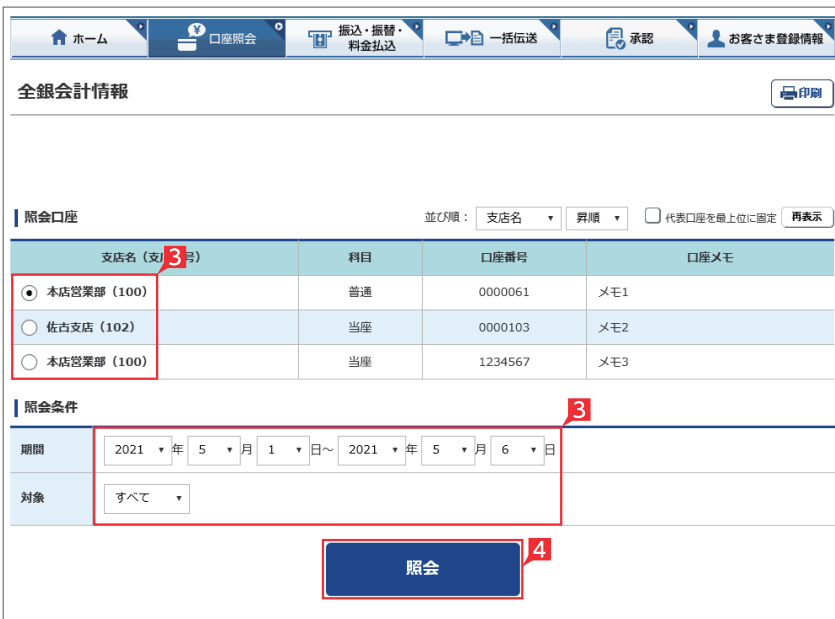 ホーム
口座照会
振込・振替・
料金払込
一括伝送
承認
お客さま登録情報
全銀会計情報
印刷
照会口座
並び順： 支店名 ▼ 昇順 ▼ 代表口座を最上位に固定 再表示
3
支店名（支 号） 科目 口座番号 口座メモ
本店営業部（100） 普通 0000061 メモ1
佐古支店（102） 当座 0000103 メモ2
本店営業部（100） 当座 1234567 メモ3
照会条件
3
期間 2021 ▼ 年 5 ▼ 月 1 ▼ 日～ 2021 ▼ 年 5 ▼ 月 6 ▼ 日
対象 すべて ▼
照会
4